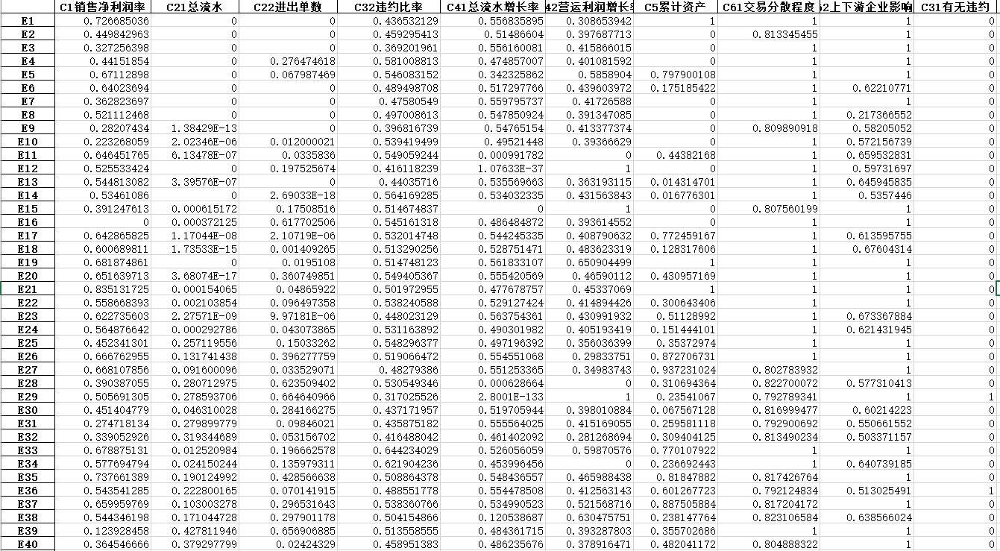 C1销售净利润率 C21总流水 C22进出单数 C32违约比率 C41总流水增长率 42营运利润增长率 C5累计资产 C61交易分散程度 62上下游企业影响 C31有无违约
E1 0.726685036 0 0 0.436532129 0.556835895 0.308653942 1 1 1 0
E2 0.449842963 0 0 0.459295413 0.51486604 0.397687713 0 0.813345455 1 0
E3 0.327256398 0 0 0.369201961 0.556160081 0.415866015 0 1 1 0
E4 0.44151854 0 0.276474618 0.581008813 0.474857007 0.401081592 0 1 1 0
E5 0.67112898 0 0.067987469 0.546083152 0.342325862 0.5858904 0.797900108 1 1 0
E6 0.64023694 0 0 0.489498708 0.517297766 0.439603972 0.175185422 1 0.62210771 0
E7 0.362823697 0 0 0.47580549 0.559795737 0.41726588 0 1 1 0
E8 0.521112468 0 0 0.497008613 0.547850924 0.391347085 0 1 0.217366552 0
E9 0.28207434 1.38429E-13 0 0.396816739 0.54765154 0.413377374 0 0.809890918 0.58205052 0
E10 0.223268059 2.02346E-06 0.012000021 0.539419499 0.49521448 0.39366629 0 1 0.572156739 0
E11 0.646451765 6.13478E-07 0.0335836 0.549059244 0.000991782 0 0.44382168 1 0.659532831 0
E12 0.525533424 0 0.197525674 0.416118239 1.07633E-37 1 0 1 0.59731697 0
E13 0.544813082 3.39576E-07 0 0.44035716 0.535569663 0.363193115 0.014314701 1 0.645945835 0
E14 0.53461086 0 2.69033E-18 0.564169285 0.534032335 0.431563843 0.016776301 1 0.5357446 0
E15 0.391247613 0.000615172 0.17508516 0.514674837 0 1 0 0.807560199 1 0
E16 0 0.000372125 0.617702506 0.545161318 0.486484872 0.393614552 0 1 1 0
E17 0.642865825 1.17044E-08 2.10719E-06 0.532014748 0.544245335 0.408790632 0.772459167 1 0.613595755 0
E18 0.600689811 1.73533E-15 0.001409265 0.513290256 0.528751471 0.483623319 0.128317606 1 0.67604314 0
E19 0.681874861 0 0.0195108 0.514748123 0.561833107 0.650904499 1 1 1 0
E20 0.651639713 3.68074E-17 0.360749851 0.549405367 0.555420569 0.46590112 0.430957169 1 1 0
E21 0.835131725 0.000154065 0.04865922 0.501972955 0.477678757 0.45337069 1 1 1 0
E22 0.558668393 0.002103854 0.096497358 0.538240588 0.529127424 0.414894426 0.300643406 1 1 0
E23 0.622735603 2.27571E-09 9.97181E-06 0.448023129 0.563754361 0.430991932 0.51128992 1 0.673367884 0
E24 0.564876642 0.000292786 0.043073865 0.531163892 0.490301982 0.405193419 0.151444101 1 0.621431945 0
E25 0.452341301 0.257119556 0.15033262 0.548296377 0.497196392 0.356036399 0.35372974 1 1 0
E26 0.666762955 0.131741438 0.396277759 0.519066472 0.554551068 0.29833751 0.872706731 1 1 0
E27 0.668107856 0.091600096 0.033529071 0.48279386 0.551253365 0.34983743 0.937231024 0.802783932 1 0
E28 0.390387055 0.280712975 0.623509402 0.530549346 0.000628664 0 0.310694364 0.822700072 0.577310413 0
E29 0.505691305 0.278593706 0.664640966 0.317025526 2.8001E-133 1 0.23541067 0.792789341 1 1
E30 0.451404779 0.046310028 0.284166275 0.437171957 0.519705944 0.398010884 0.067567128 0.816999477 0.60214223 0
E31 0.274718134 0.279899779 0.09846021 0.435875182 0.555564025 0.415169055 0.259581118 0.792900692 0.550661552 0
E32 0.339052926 0.319344689 0.053156702 0.416488042 0.461402092 0.281268694 0.309404125 0.813490234 0.503371157 0
E33 0.678875131 0.012520984 0.196662578 0.644234029 0.526056059 0.59870576 0.770107922 1 1 0
E34 0.577694794 0.024150244 0.135979311 0.621904236 0.453996456 0 0.236692443 1 0.640739185 0
E35 0.737661389 0.190124992 0.428566638 0.508864378 0.548436557 0.465988438 0.81847882 0.817426764 1 0
E36 0.543541285 0.222800165 0.070141915 0.488551778 0.554478508 0.412563143 0.601267723 0.792124834 0.513025491 1
E37 0.659959769 0.103003278 0.296531643 0.538360766 0.534990523 0.521568716 0.887505884 0.817204172 1 0
E38 0.544346198 0.171044728 0.297901178 0.504154866 0.120538687 0.630475751 0.238147764 0.823106584 0.638566024 0
E39 0.123928458 0.427811946 0.656906885 0.513558555 0.484361715 0.393287803 0.355702686 1 1 0
E40 0.364546666 0.379297799 0.02424329 0.458951383 0.486235676 0.378916471 0.482041172 0.804888322 1 0